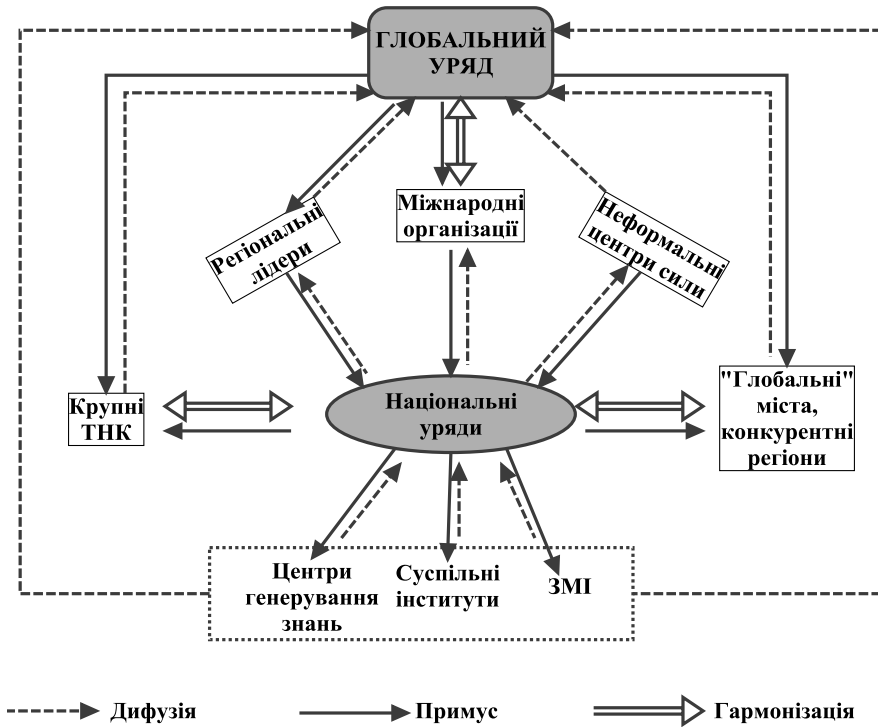 ГЛОБАЛЬНИЙ
УРЯД
Регіональні
лідери
Міжнародні
організації
Неформальні
центри сили
Крупні
ТНК
Національні
уряди
"Глобальні"
міста,
конкурентні
регіони
Центри
генерування
знань
Суспільні
інститути
ЗМІ
Дифузія
Примус
Гармонізація